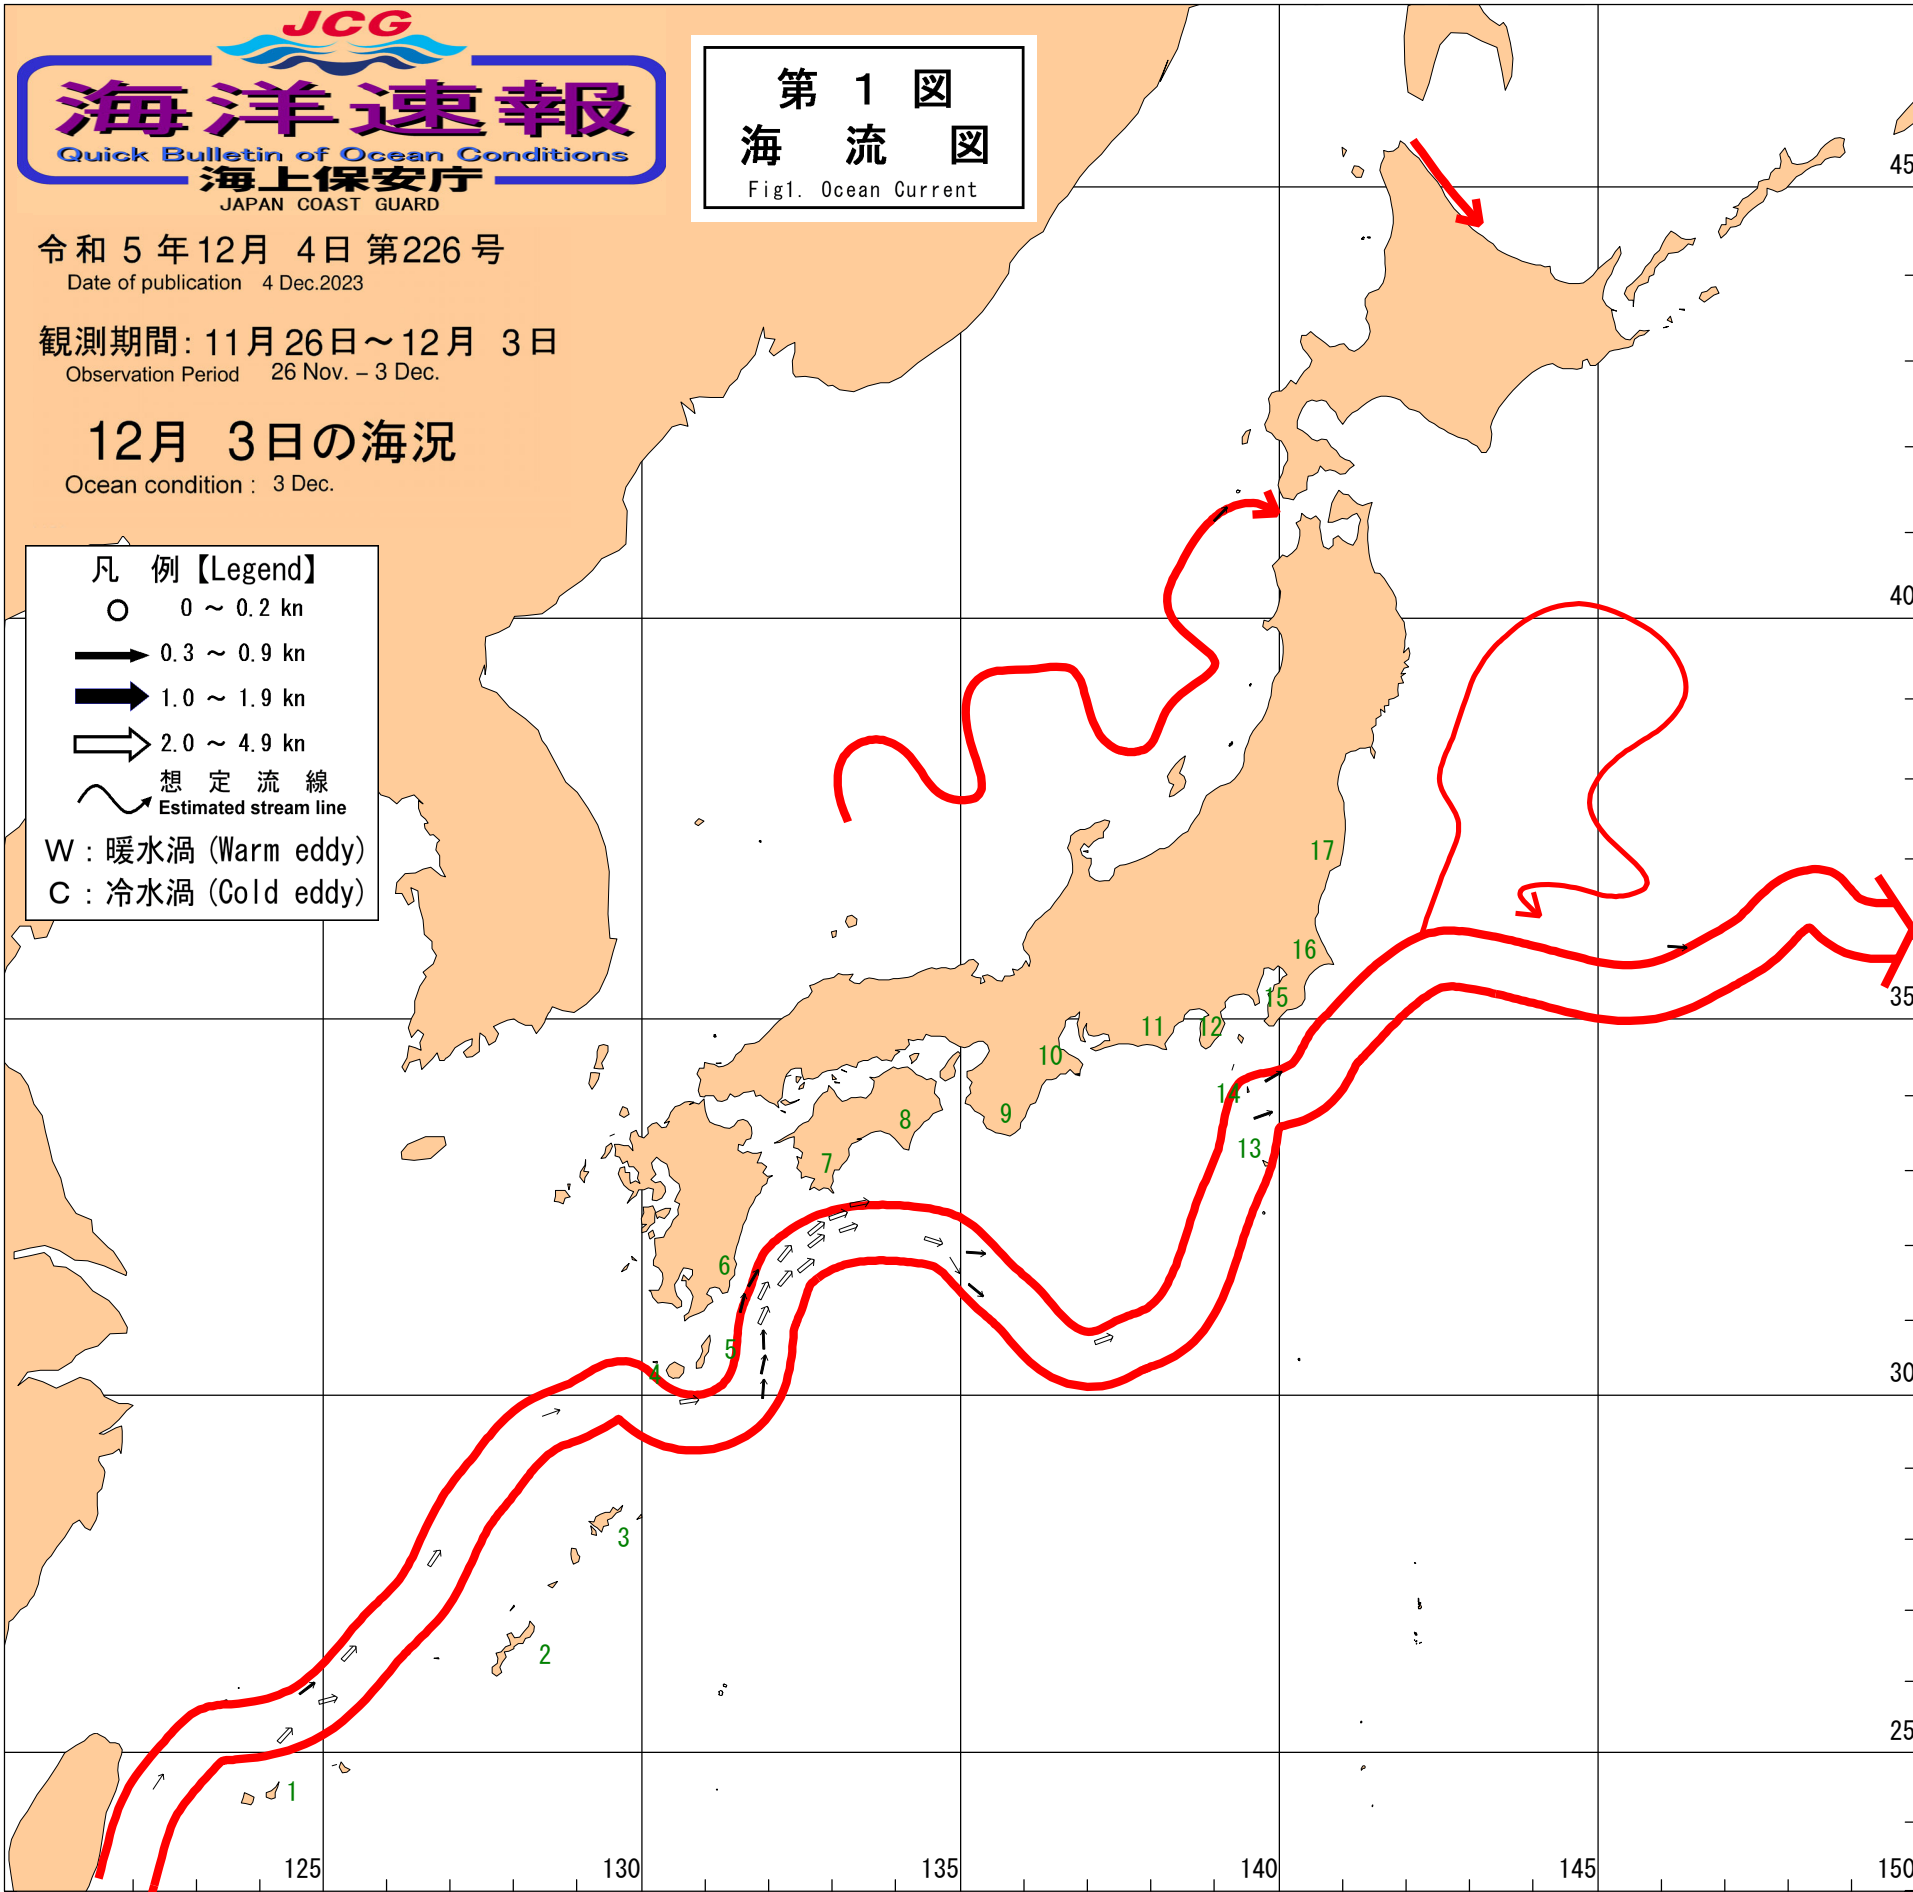 JCG
海洋速報
Quick Bulletin of Ocean Conditions
海上保安庁
JAPAN COAST GUARD
第 1 図
海 流 図
Fig1. Ocean Current
令和 5 年12月 4日 第226 号
Date of publication 4 Dec.2023
観測期間: 11月26日～12月 3日
Observation Period 26 Nov. – 3 Dec.
12月 3日の海況
Ocean condition : 3 Dec.
凡 例【Legend】
0 ～ 0.2 kn
0.3 ～ 0.9 kn
1.0 ～ 1.9 kn
2.0 ～ 4.9 kn
想 定 流 線
Estimated stream line
W : 暖水渦 (Warm eddy)
C : 冷水渦 (Cold eddy)
45
40
17
16
35
15
12
11
10
14
9
8
13
7
6
5
4
30
3
2
25
1
125
130
135
140
145
150